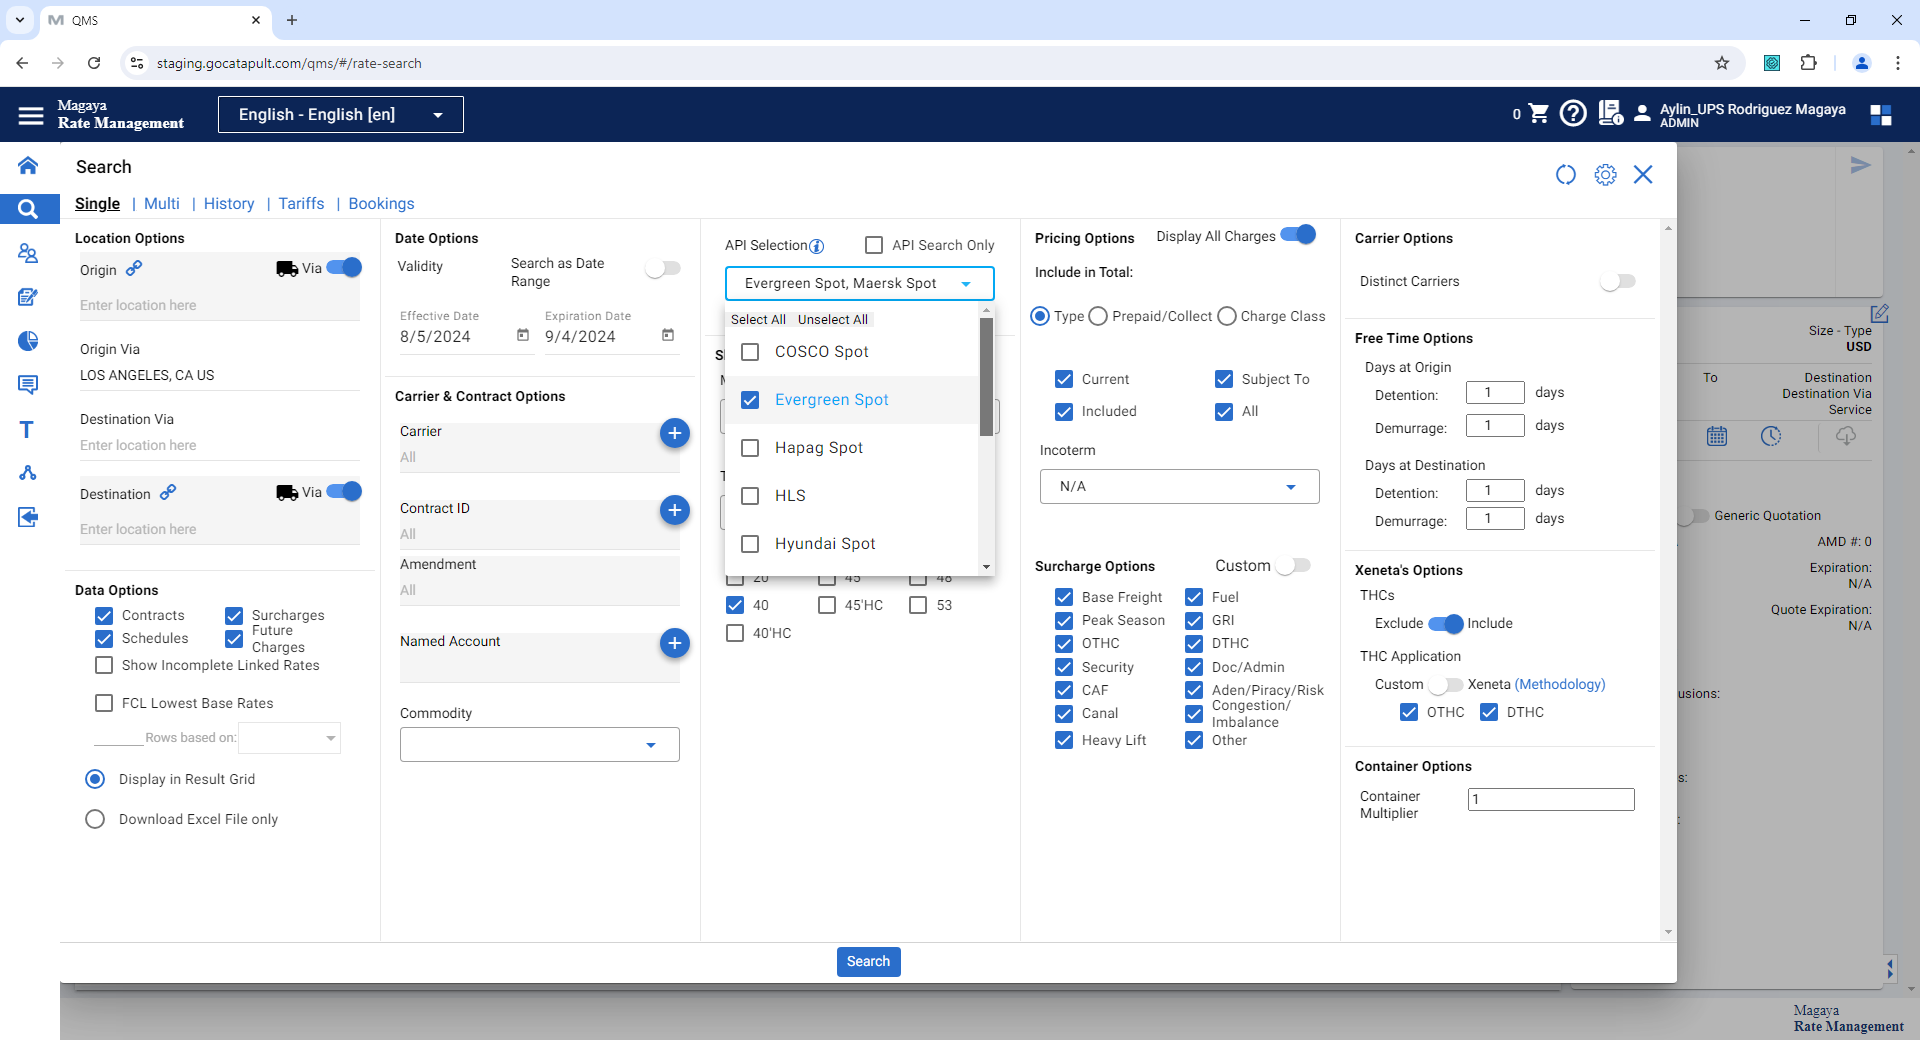 QMS
staging.gocatapult.com/qms/#/rate-search
Magaya
Rate Management
English - English [en]
0
Aylin_UPS Rodriguez Magaya
ADMIN
Search
Single | Multi | History | Tariffs | Bookings
Location Options
Origin
Via
Enter location here
Origin Via
LOS ANGELES, CA US
Destination Via
Enter location here
Destination
Via
Enter location here
Data Options
Contracts
Surcharges
Schedules
Future Charges
Show Incomplete Linked Rates
FCL Lowest Base Rates
Rows based on:
Display in Result Grid
Download Excel File only
Date Options
Validity
Search as Date Range
Effective Date
8/5/2024
Expiration Date
9/4/2024
Carrier & Contract Options
Carrier
All
Contract ID
All
Amendment
All
Named Account
Commodity
API Selection
API Search Only
Evergreen Spot, Maersk Spot
Select All
Unselect All
COSCO Spot
Evergreen Spot
Hapag Spot
HLS
Hyundai Spot
20
45
48
40
45'HC
53
40'HC
Pricing Options
Display All Charges
Include in Total:
Type
Prepaid/Collect
Charge Class
Current
Subject To
Included
All
Incoterm
N/A
Surcharge Options
Custom
Base Freight
Fuel
Peak Season
GRI
OTHC
DTHC
Security
Doc/Admin
CAF
Aden/Piracy/Risk
Canal
Congestion/
Imbalance
Heavy Lift
Other
Carrier Options
Distinct Carriers
Free Time Options
Days at Origin
Detention:
1
days
Demurrage:
1
days
Days at Destination
Detention:
1
days
Demurrage:
1
days
Xeneta's Options
THCs
Exclude
Include
THC Application
Custom
Xeneta (Methodology)
OTHC
DTHC
Container Options
Container Multiplier
1
Search
Size - Type
USD
To
Destination
Destination Via
Service
Generic Quotation
AMD #: 0
Expiration:
N/A
Quote Expiration:
N/A
usions:
s:
Magaya
Rate Management